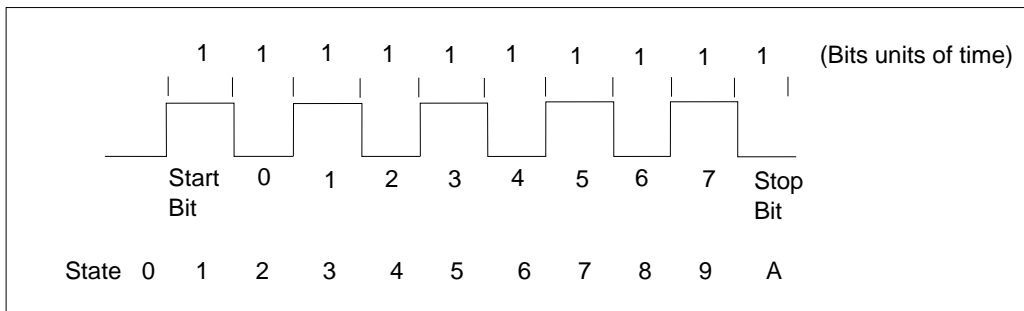 1 1 1 1 1 1 1 1 1 1 (Bits units of time)
Start 0 1 2 3 4 5 6 7 Stop
Bit Bit
State 0 1 2 3 4 5 6 7 8 9 A